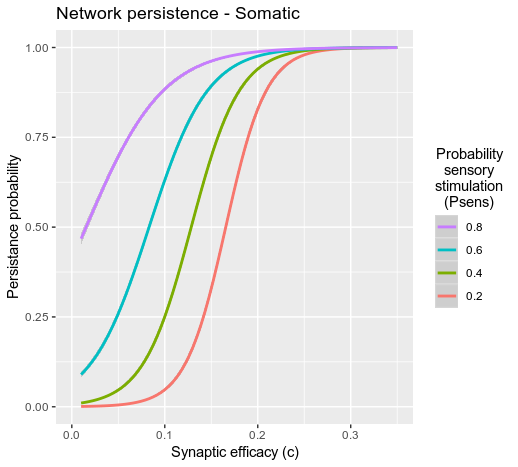 Network persistence - Somatic
1.00
0.75
0.50
0.25
0.00
Persistance probability
0.0
0.1
0.2
0.3
Synaptic efficacy (c)
Probability
sensory
stimulation
(Psens)
0.8
0.6
0.4
0.2